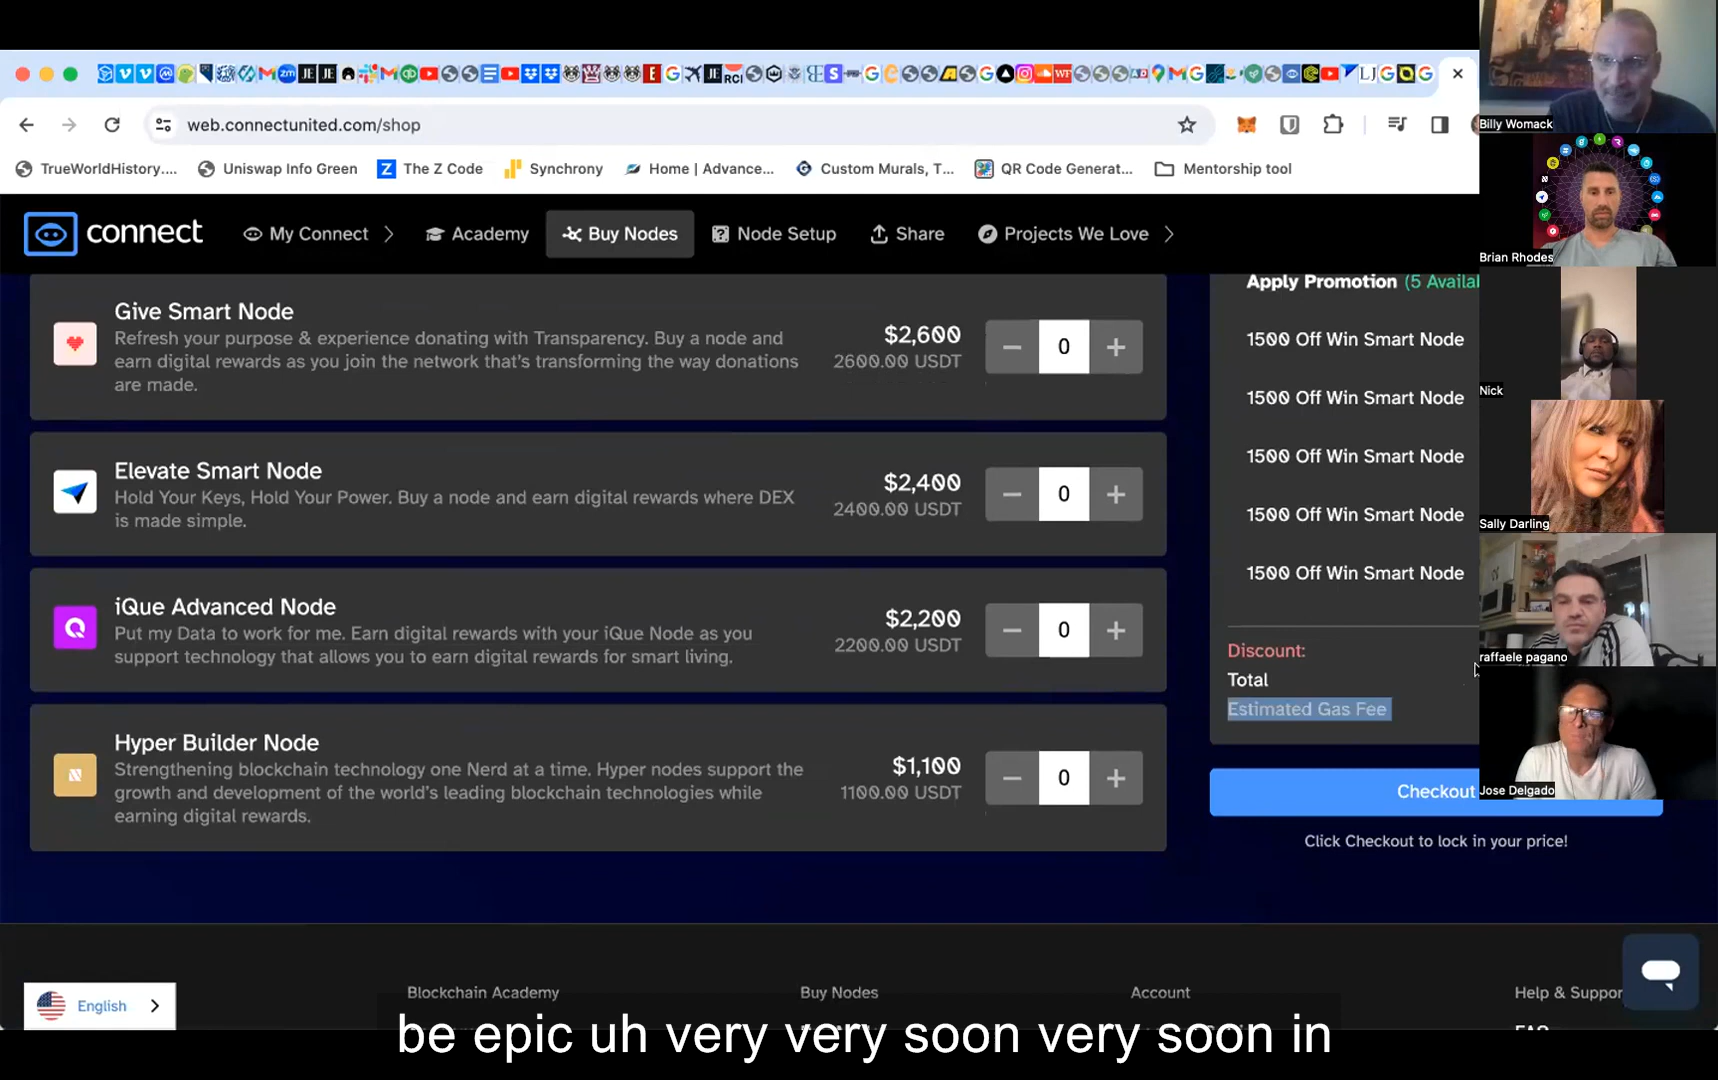 web.connectunited.com/shop
TrueWorldHistory....
Uniswap Info Green
The Z Code
Synchrony
Home | Advance...
Custom Murals, T...
QR Code Generat...
Mentorship tool
connect
My Connect
Academy
Buy Nodes
Node Setup
Share
Projects We Love
Give Smart Node
Refresh your purpose & experience donating with Transparency. Buy a node and
earn digital rewards as you join the network that's transforming the way donations
are made.
$2,600
2600.00 USDT
0
Elevate Smart Node
Hold Your Keys, Hold Your Power. Buy a node and earn digital rewards where DEX
is made simple.
$2,400
2400.00 USDT
0
iQue Advanced Node
Put my Data to work for me. Earn digital rewards with your iQue Node as you
support technology that allows you to earn digital rewards for smart living.
$2,200
2200.00 USDT
0
Hyper Builder Node
Strengthening blockchain technology one Nerd at a time. Hyper nodes support the
growth and development of the world's leading blockchain technologies while
earning digital rewards.
$1,100
1100.00 USDT
0
Apply Promotion (5 Availal
1500 Off Win Smart Node
1500 Off Win Smart Node
1500 Off Win Smart Node
1500 Off Win Smart Node
1500 Off Win Smart Node
Discount:
Total
Estimated Gas Fee
Checkout
Click Checkout to lock in your price!
Billy Womack
Brian Rhodes
Nick
Sally Darling
raffaele pagano
Jose Delgado
English
Blockchain Academy
Buy Nodes
Account
Help & Suppor
be epic uh very very soon very soon in